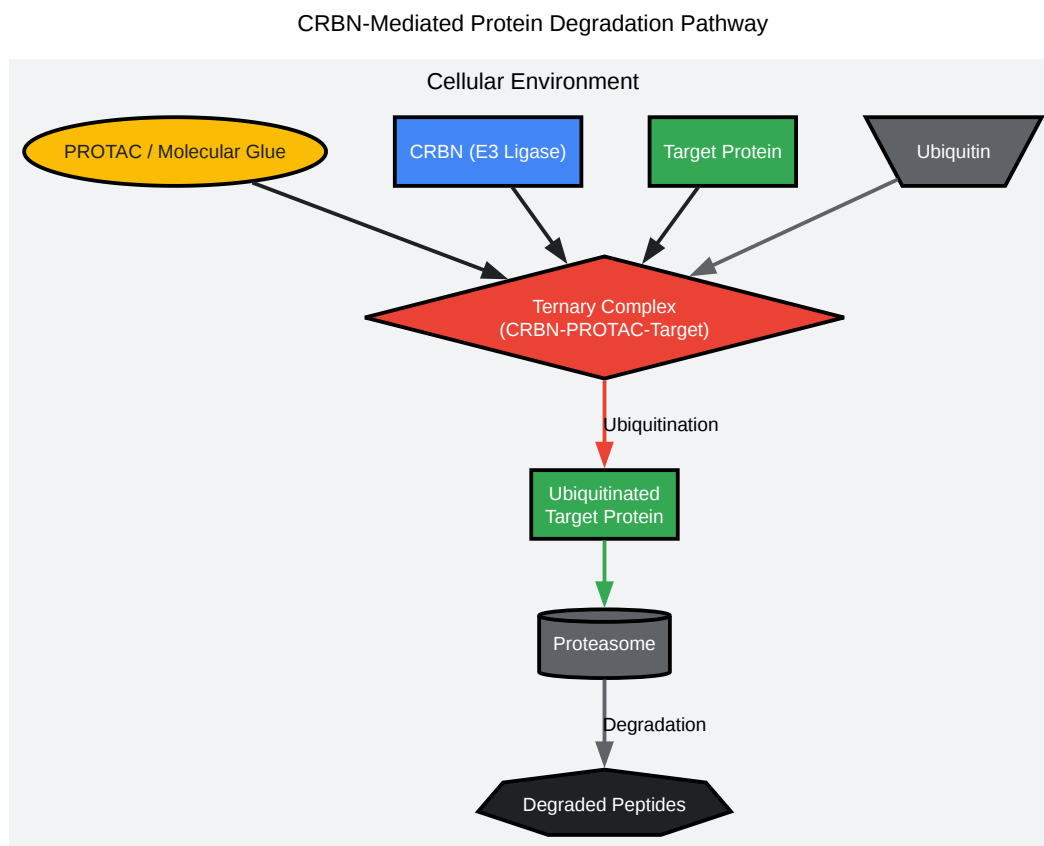 CRBN-Mediated Protein Degradation Pathway
Cellular Environment
PROTAC / Molecular Glue
CRBN (E3 Ligase)
Target Protein
Ubiquitin
Ternary Complex
(CRBN-PROTAC-Target)
Ubiquitination
Ubiquitinated
Target Protein
Proteasome
Degradation
Degraded Peptides